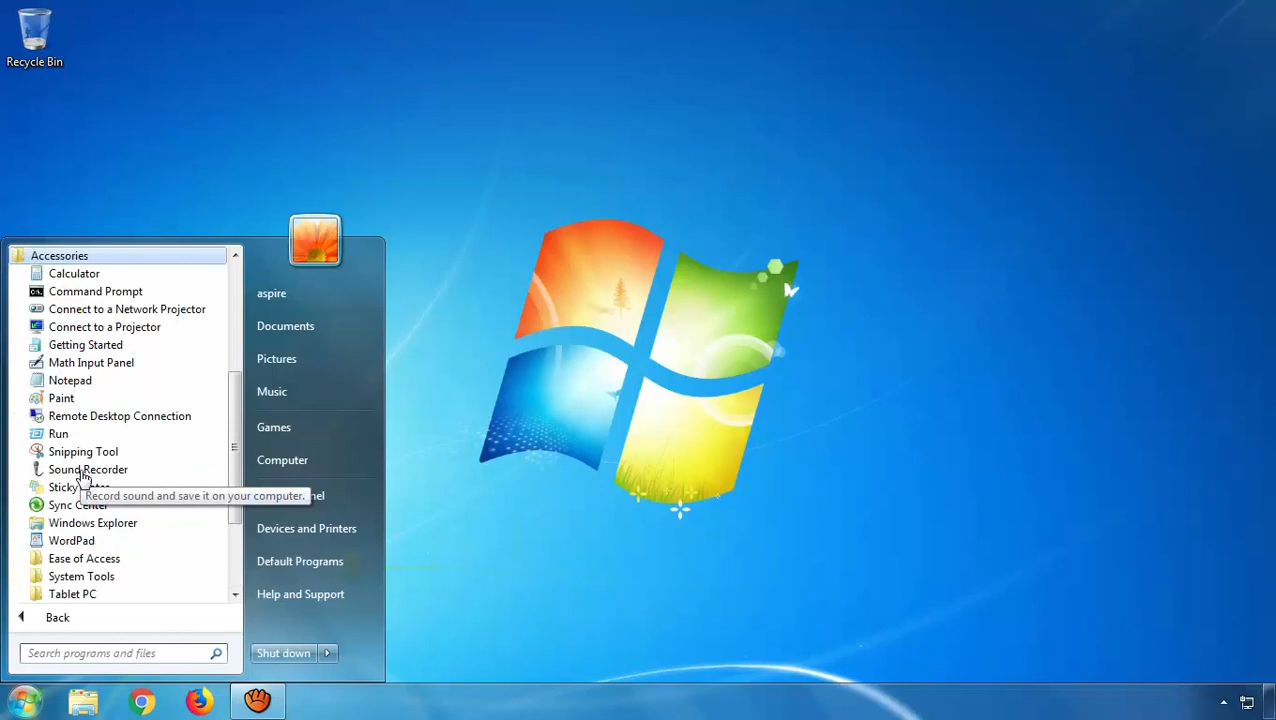 Recycle Bin
Accessories
Calculator
Command Prompt
Connect to a Network Projector
Connect to a Projector
Getting Started
Math Input Panel
Notepad
Paint
Remote Desktop Connection
Run
Snipping Tool
Sound Recorder
Sticky
Record sound and save it on your computer.
Sync Center
Windows Explorer
WordPad
Ease of Access
System Tools
Tablet PC
Back
Search programs and files
aspire
Documents
Pictures
Music
Games
Computer
Devices and Printers
Default Programs
Help and Support
Shut down